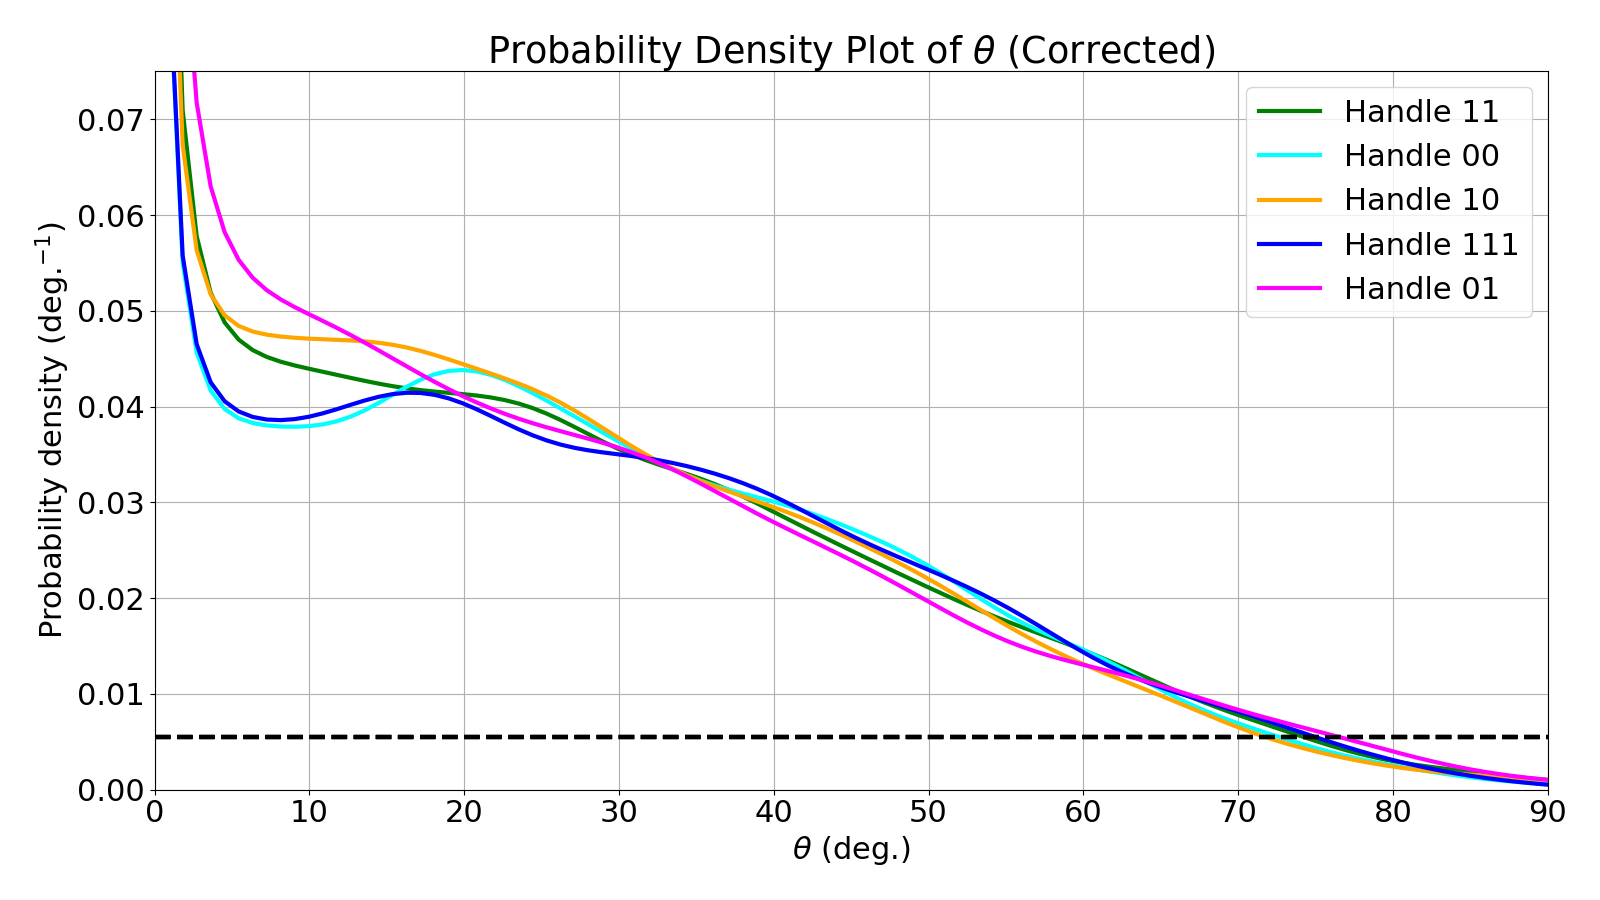 Probability Density Plot of θ (Corrected)
Probability density (deg.⁻¹)
0.07
0.06
0.05
0.04
0.03
0.02
0.01
0.00
Handle 11
Handle 00
Handle 10
Handle 111
Handle 01
0 10 20 30 40 50 60 70 80 90
θ (deg.)